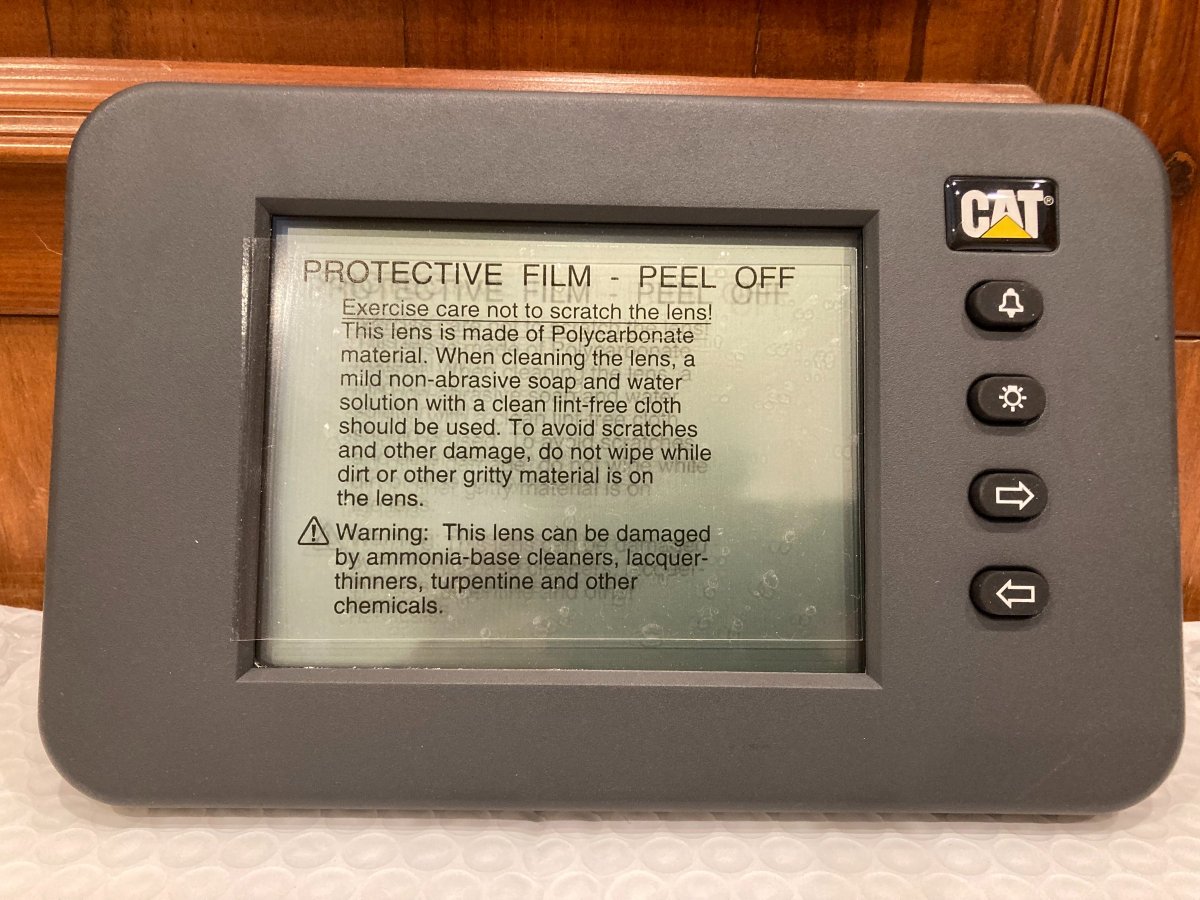 CAT®
PROTECTIVE FILM - PEEL OFF
Exercise care not to scratch the lens!
This lens is made of Polycarbonate
material. When cleaning the lens, a
mild non-abrasive soap and water
solution with a clean lint-free cloth
should be used. To avoid scratches
and other damage, do not wipe while
dirt or other gritty material is on
the lens.
Warning: This lens can be damaged
by ammonia-base cleaners, lacquer-
thinners, turpentine and other
chemicals.